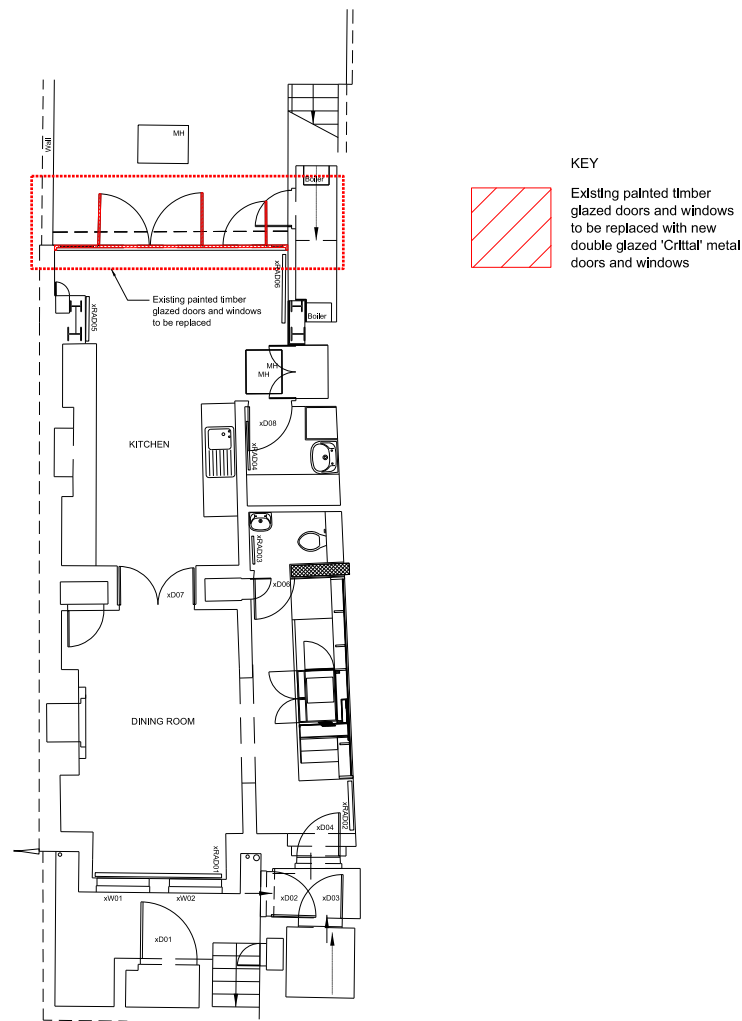 MH
Wall
Boiler
KEY
Existing painted timber
glazed doors and windows
to be replaced with new
double glazed 'Crittal' metal
doors and windows
xRAD06
Existing painted timber
glazed doors and windows
to be replaced
xRAD05
Boiler
MH
MH
xD08
KITCHEN
xRAD04
xRAD03
xD06
xD07
DINING ROOM
xRAD02
xD04
xRAD01
xW01
xW02
xD02
xD03
xD01